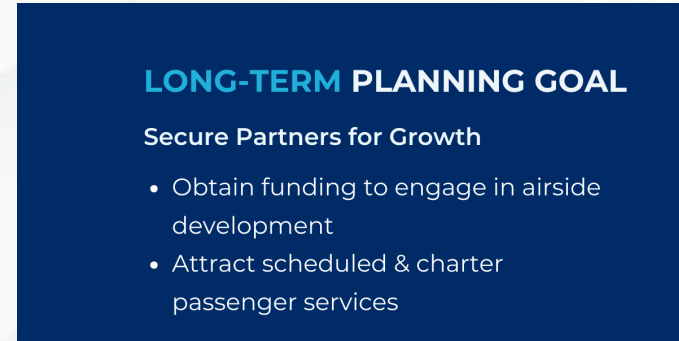 LONG-TERM PLANNING GOAL
Secure Partners for Growth
• Obtain funding to engage in airside
development
• Attract scheduled & charter
passenger services